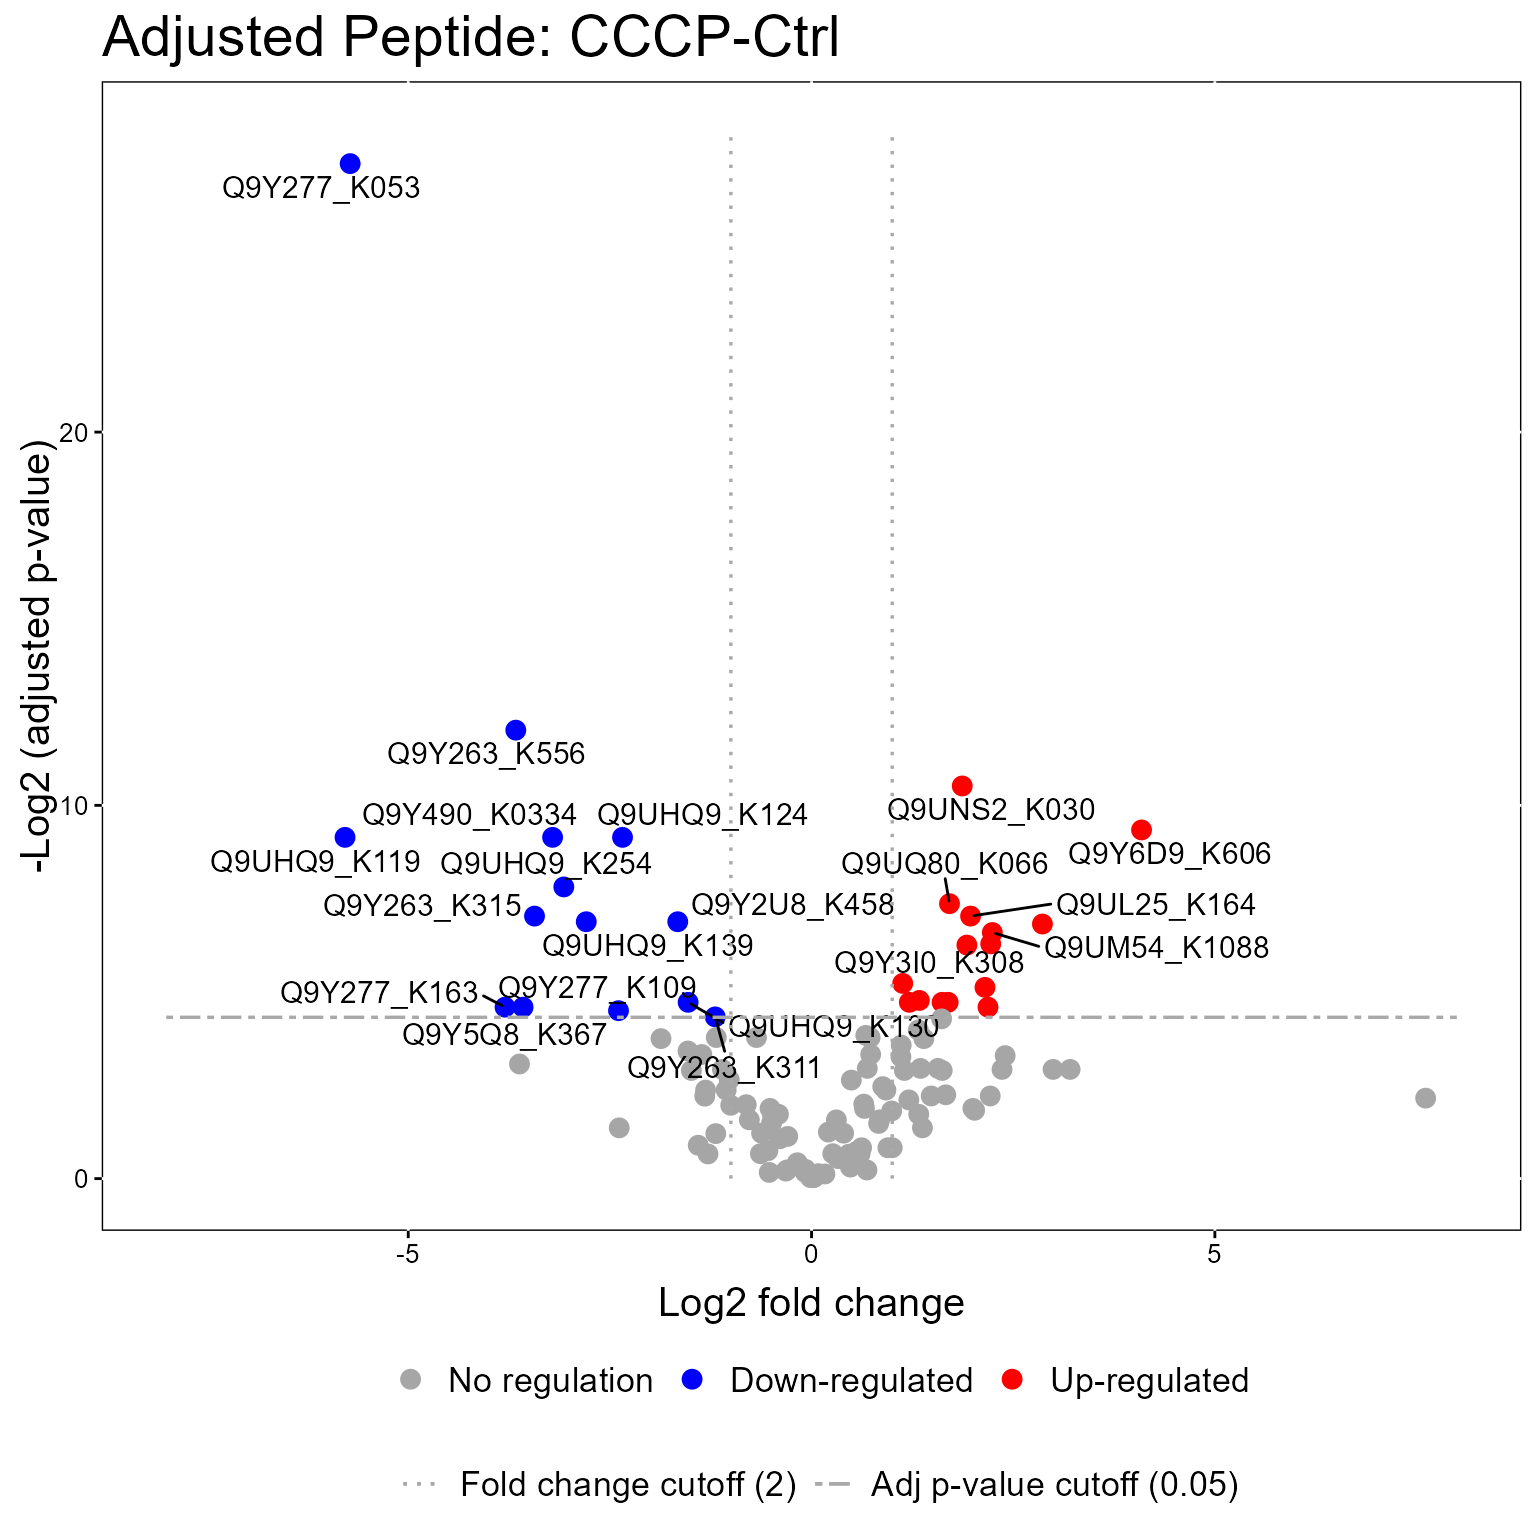 Adjusted Peptide: CCCP-Ctrl
Q9Y277_K053
20
-Log2 (adjusted p-value)
Q9Y263_K556
10
Q9UNS2_K030
Q9Y490_K0334
Q9UHQ9_K124
Q9Y6D9_K606
Q9UHQ9_K119
Q9UHQ9_K254
Q9UQ80_K066
Q9Y263_K315
Q9Y2U8_K458
Q9UL25_K164
Q9UHQ9_K139
Q9UM54_K1088
Q9Y3I0_K308
Q9Y277_K163
Q9Y277_K109
Q9Y5Q8_K367
Q9UHQ9_K130
Q9Y263_K311
0
-5
0
5
Log2 fold change
No regulation
Down-regulated
Up-regulated
Fold change cutoff (2)
Adj p-value cutoff (0.05)